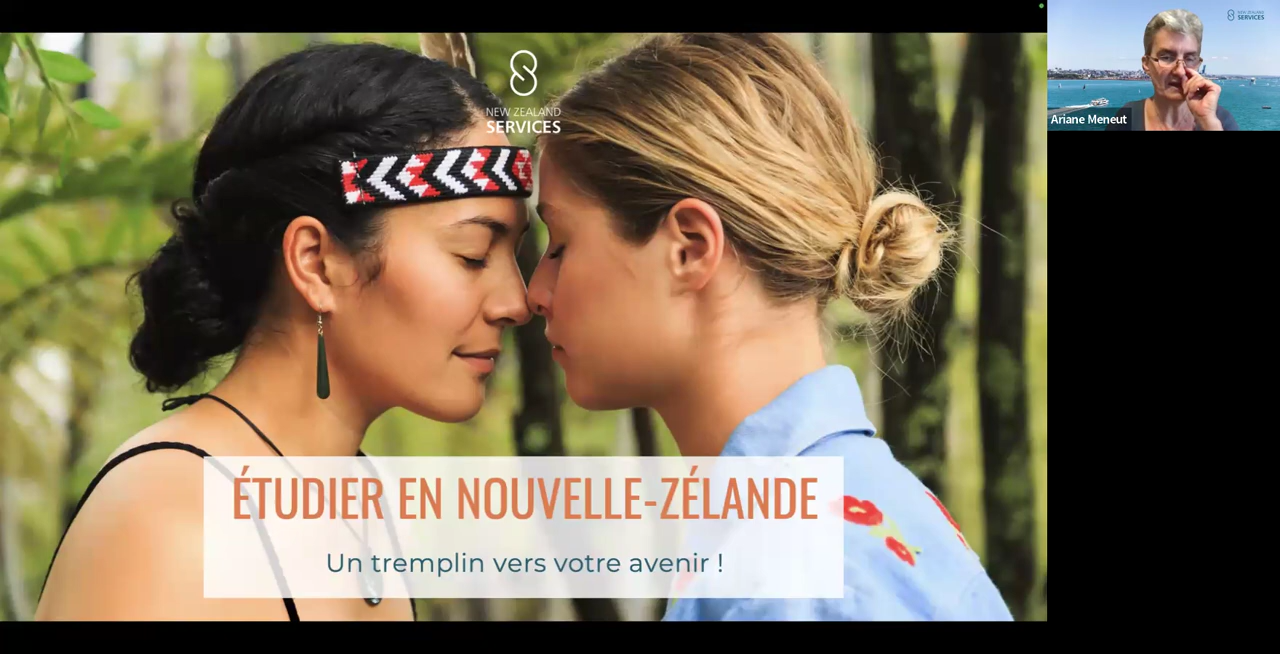 NEW ZEALAND
SERVICES
ÉTUDIER EN NOUVELLE-ZÉLANDE
Un tremplin vers votre avenir !
NEW ZEALAND
SERVICES
Ariane Meneut